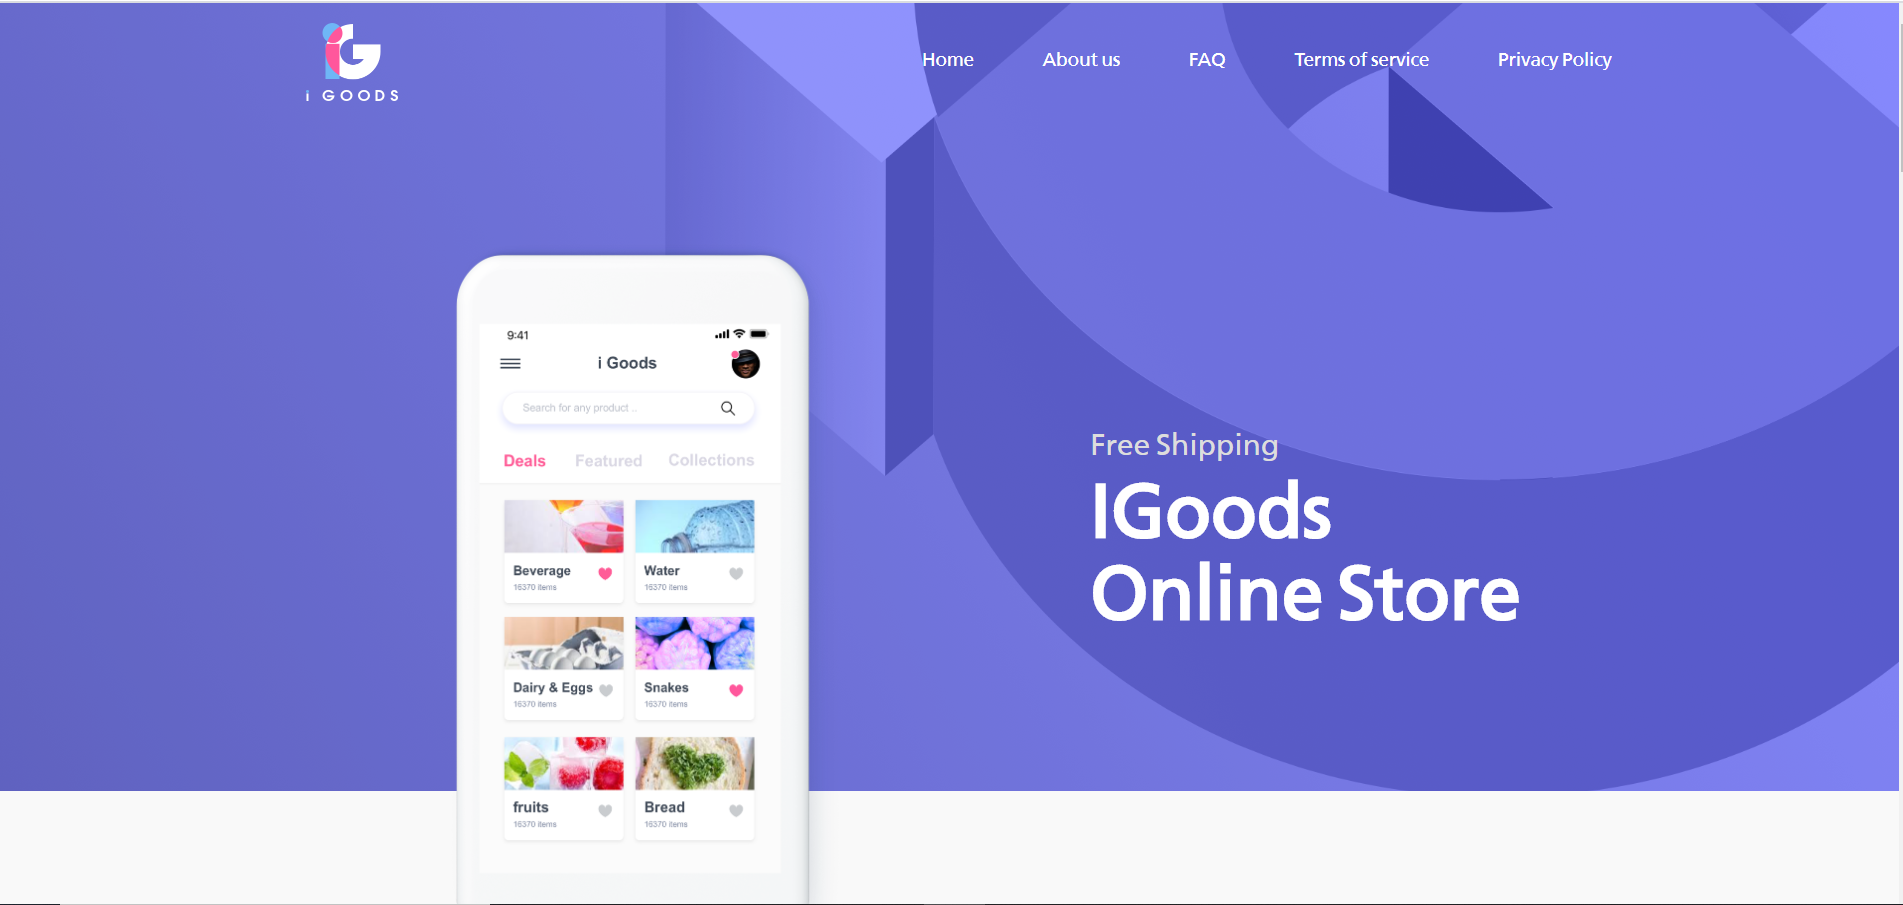 i GOODS
Home
About us
FAQ
Terms of service
Privacy Policy
9:41
i Goods
Search for any product ..
Deals
Featured
Collections
Beverage
16370 items
Water
16370 items
Dairy & Eggs
16370 items
Snakes
16370 items
fruits
16370 items
Bread
16370 items
Free Shipping
IGoods
Online Store